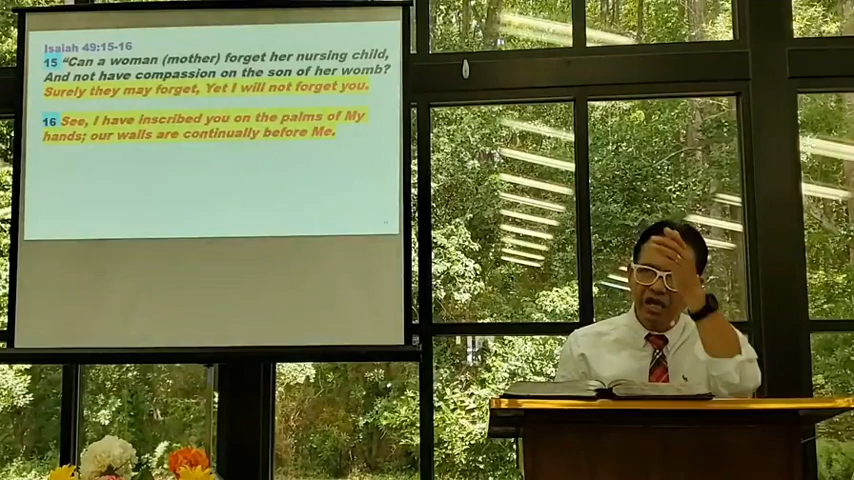 Isaiah 49:15-16
15 "Can a woman (mother) forget her nursing child,
And not have compassion on the son of her womb?
Surely they may forget, Yet I will not forget you.
16 See, I have inscribed you on the palms of My
hands; our walls are continually before Me.